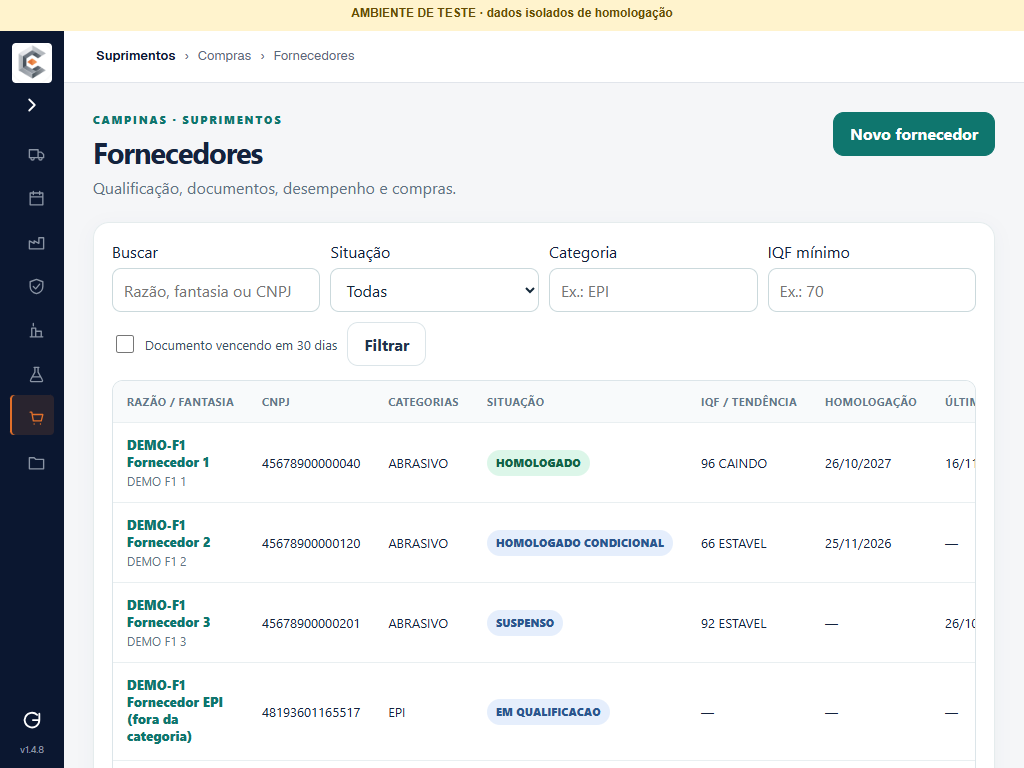 AMBIENTE DE TESTE · dados isolados de homologação
Suprimentos › Compras › Fornecedores
CAMPINAS · SUPRIMENTOS
Fornecedores
Qualificação, documentos, desempenho e compras.
Novo fornecedor
Buscar Situação Categoria IQF mínimo
Razão, fantasia ou CNPJ Todas Ex.: EPI Ex.: 70
Documento vencendo em 30 dias Filtrar
RAZÃO / FANTASIA CNPJ CATEGORIAS SITUAÇÃO IQF / TENDÊNCIA HOMOLOGAÇÃO
DEMO-F1
Fornecedor 1
DEMO F1 1
45678900000040 ABRASIVO HOMOLOGADO 96 CAINDO 26/10/2027 16/11
DEMO-F1
Fornecedor 2
DEMO F1 2
45678900000120 ABRASIVO HOMOLOGADO CONDICIONAL 66 ESTAVEL 25/11/2026 —
DEMO-F1
Fornecedor 3
DEMO F1 3
45678900000201 ABRASIVO SUSPENSO 92 ESTAVEL — 26/10
DEMO-F1
Fornecedor EPI
(fora da
categoria)
48193601165517 EPI EM QUALIFICACAO — — —
v1.4.8